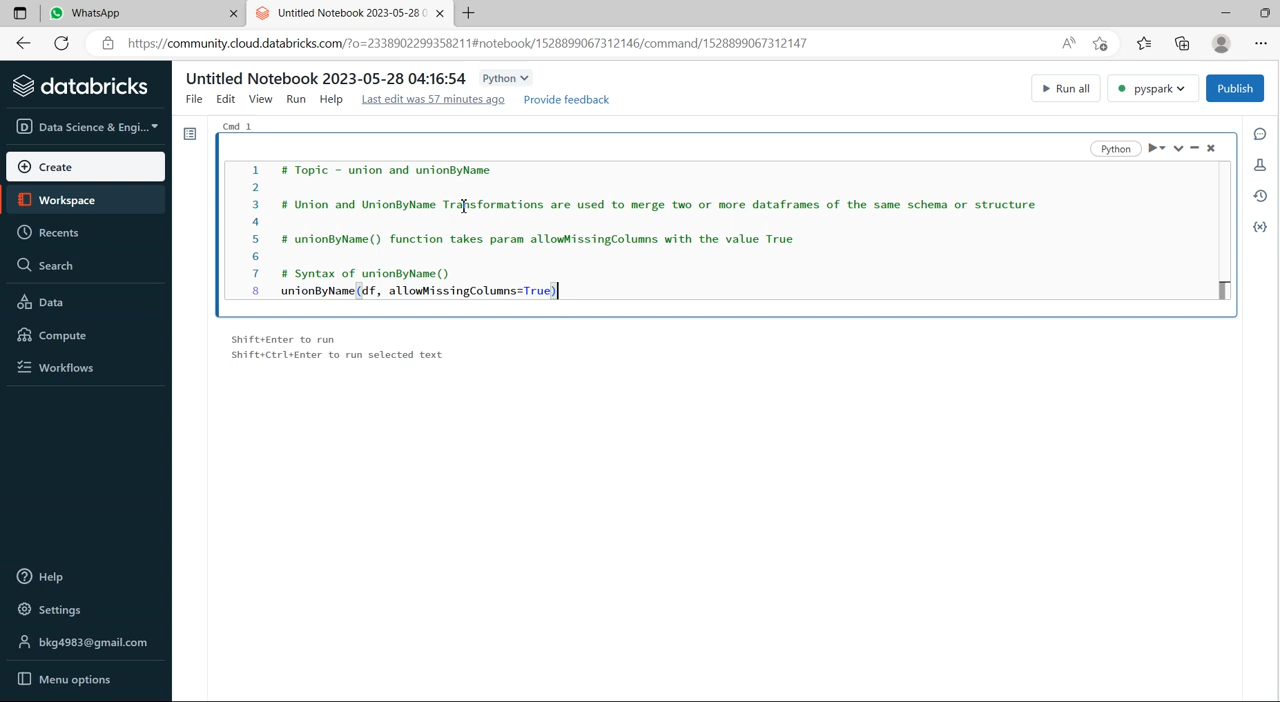 WhatsApp
Untitled Notebook 2023-05-28 0
https://community.cloud.databricks.com/?o=2338902299358211#notebook/1528899067312146/command/1528899067312147
databricks
Data Science & Engi...
Create
Workspace
Recents
Search
Data
Compute
Workflows
Help
Settings
bkg4983@gmail.com
Menu options
Untitled Notebook 2023-05-28 04:16:54
Python
File Edit View Run Help Last edit was 57 minutes ago Provide feedback
Run all
pyspark
Publish
Cmd 1
Python
1 # Topic - union and unionByName
2
3 # Union and UnionByName Transformations are used to merge two or more dataframes of the same schema or structure
4
5 # unionByName() function takes param allowMissingColumns with the value True
6
7 # Syntax of unionByName()
8 unionByName(df, allowMissingColumns=True)
Shift+Enter to run
Shift+Ctrl+Enter to run selected text